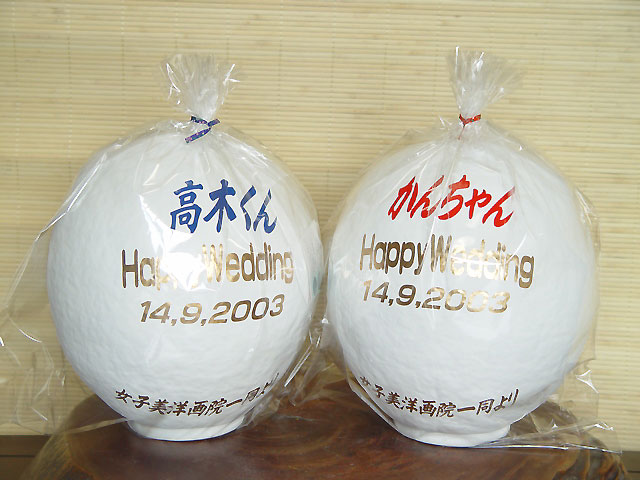 高木くん
Happy Wedding
14,9,2003
女子美洋画院一同より
かんちゃん
Happy Wedding
14,9,2003
女子美洋画院一同より